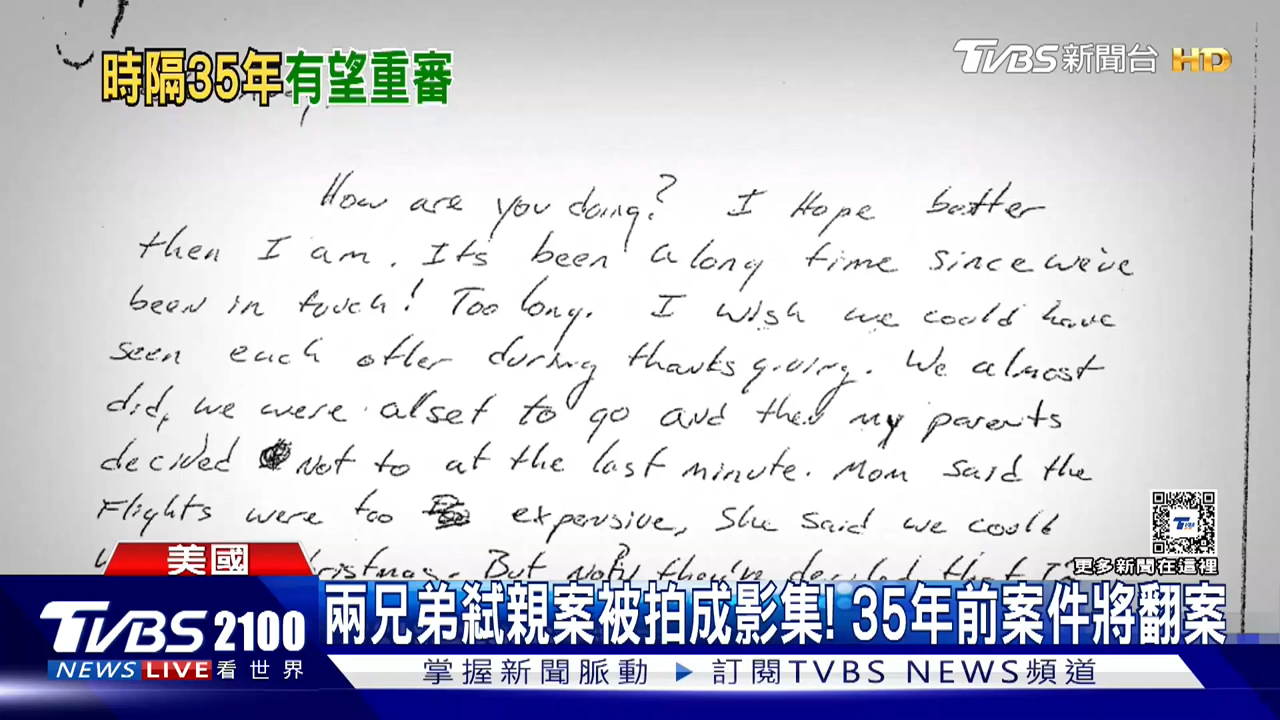 時隔35年有望重審
TVBS新聞台 HD
How are you doing? I Hope better
then I am. Its been a long time since we've
been in touch! Too long. I wish we could have
seen each other during thanksgiving. We almost
did, we were all set to go and then my parents
decided Not to at the last minute. Mom said the
Flights were too expensive, She said we could
But now they've decided that
更多新聞在這裡
美國
兩兄弟弒親案被拍成影集! 35年前案件將翻案
TVBS 2100
NEWS LIVE 看世界
掌握新聞脈動 ▶ 訂閱TVBS NEWS頻道